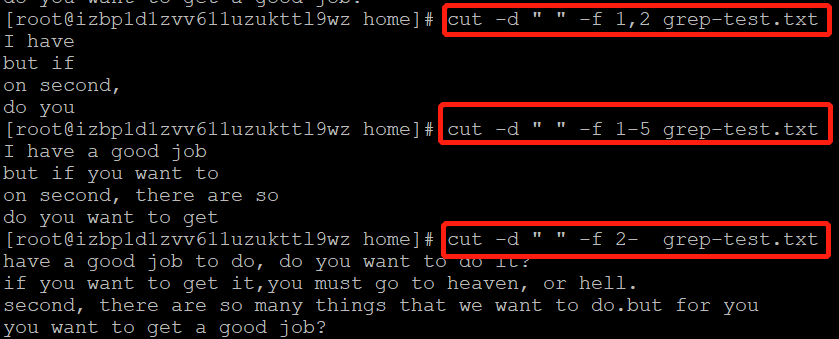 do you want to get a good job?
[root@izbp1d1zvv611uzukttl9wz home]# cut -d " " -f 1,2 grep-test.txt
I have
but if
on second,
do you
[root@izbp1d1zvv611uzukttl9wz home]# cut -d " " -f 1-5 grep-test.txt
I have a good job
but if you want to
on second, there are so
do you want to get
[root@izbp1d1zvv611uzukttl9wz home]# cut -d " " -f 2-  grep-test.txt
have a good job to do, do you want to do it?
if you want to get it,you must go to heaven, or hell.
second, there are so many things that we want to do.but for you
you want to get a good job?